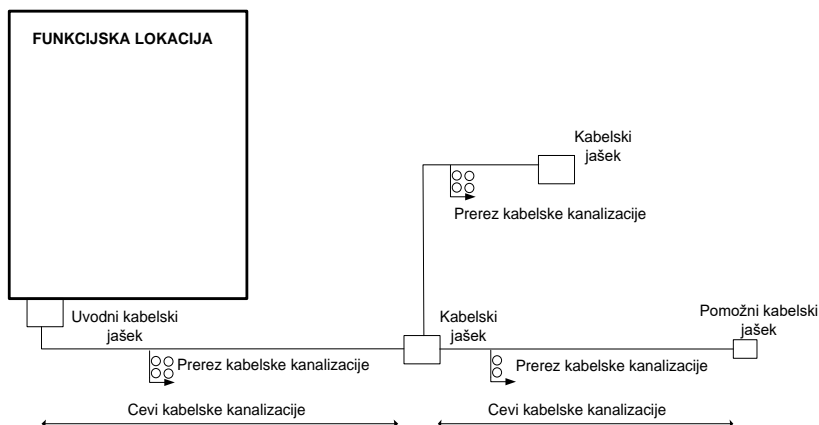 FUNKCIJSKA LOKACIJA
Kabelski
jašek
Prerez kabelske kanalizacije
Uvodni kabelski
jašek
Kabelski
jašek
Pomožni kabelski
jašek
Prerez kabelske kanalizacije
Prerez kabelske kanalizacije
Cevi kabelske kanalizacije
Cevi kabelske kanalizacije